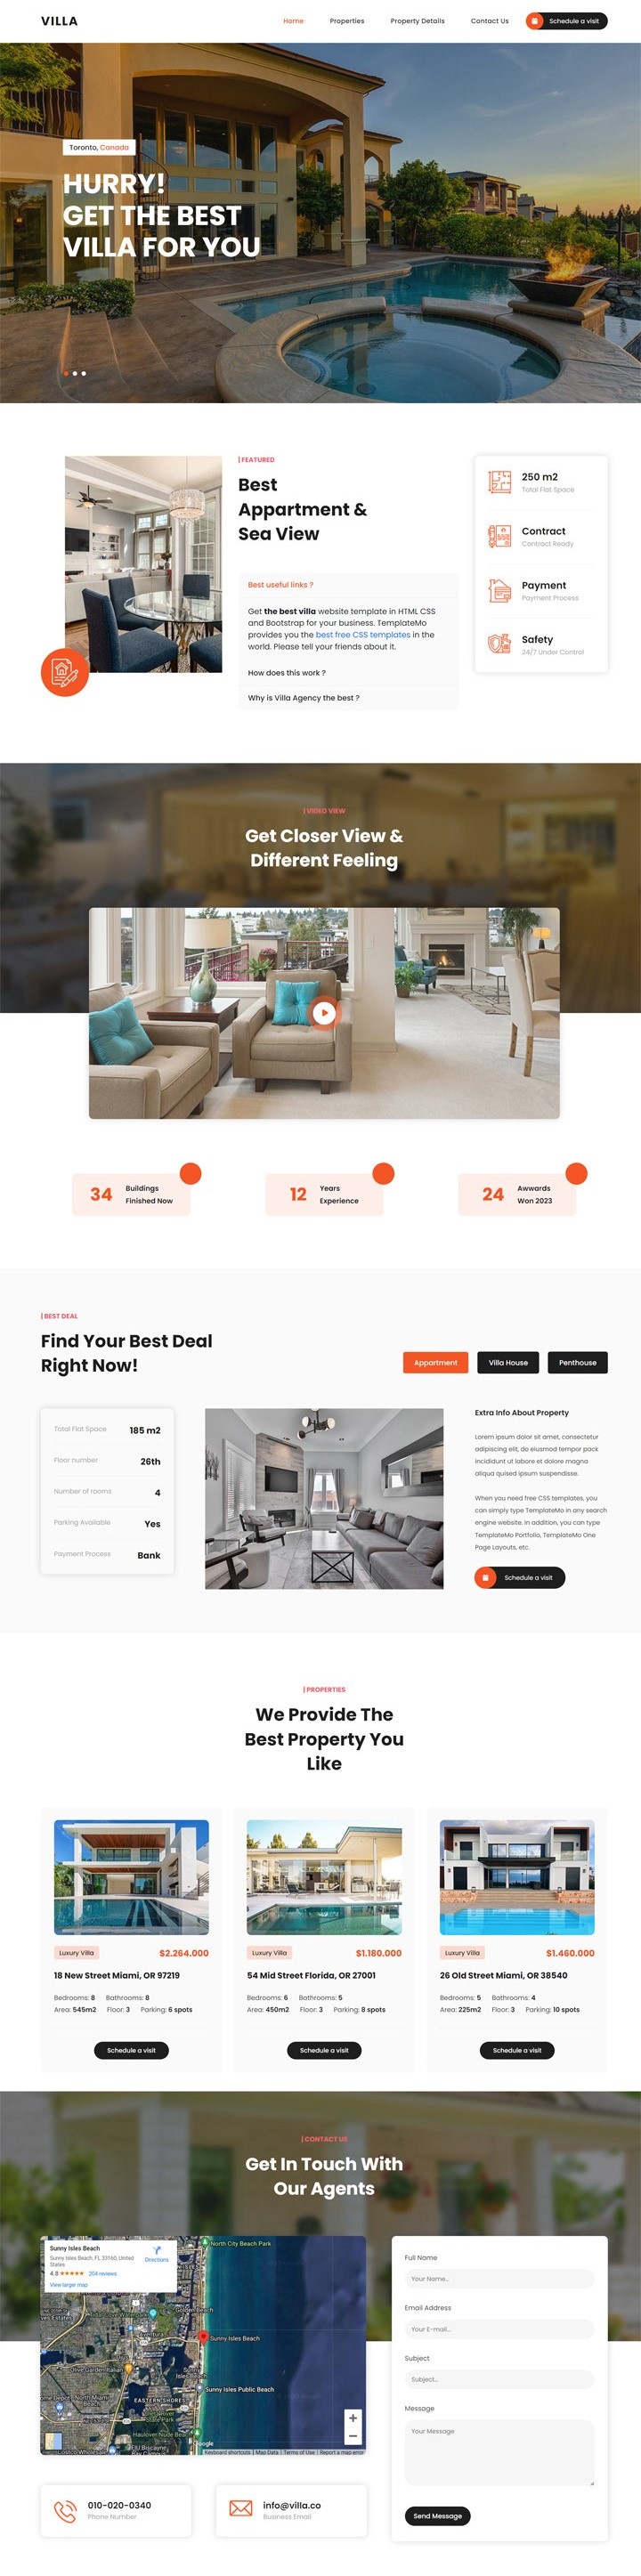 VILLA
Home
Properties
Property Details
Contact Us
Schedule a visit
Toronto, Canada
HURRY!
GET THE BEST
VILLA FOR YOU
| FEATURED
Best
Appartment &
Sea View
Best useful links ?
Get the best villa website template in HTML CSS
and Bootstrap for your business. TemplateMo
provides you the best free CSS templates in the
world. Please tell your friends about it.
How does this work ?
Why is Villa Agency the best ?
250 m2
Total Flat Space
Contract
Contract Ready
Payment
Payment Process
Safety
24/7 Under Control
| VIDEO VIEW
Get Closer View &
Different Feeling
34
Buildings
Finished Now
12
Years
Experience
24
Awwards
Won 2023
| BEST DEAL
Find Your Best Deal
Right Now!
Appartment
Villa House
Penthouse
Total Flat Space 185 m2
Floor number 26th
Number of rooms 4
Parking Available Yes
Payment Process Bank
Extra Info About Property
Lorem ipsum dolor sit amet, consectetur
adipiscing elit, do eiusmod tempor pack
incididunt ut labore et dolore magna
aliqua quised ipsum suspendisse.
When you need free CSS templates, you
can simply type TemplateMo in any search
engine website. In addition, you can type
TemplateMo Portfolio, TemplateMo One
Page Layouts, etc.
Schedule a visit
| PROPERTIES
We Provide The
Best Property You
Like
Luxury Villa $2.264.000
18 New Street Miami, OR 97219
Bedrooms: 8 Bathrooms: 8
Area: 545m2 Floor: 3 Parking: 6 spots
Schedule a visit
Luxury Villa $1.180.000
54 Mid Street Florida, OR 27001
Bedrooms: 6 Bathrooms: 5
Area: 450m2 Floor: 3 Parking: 8 spots
Schedule a visit
Luxury Villa $1.460.000
26 Old Street Miami, OR 38540
Bedrooms: 5 Bathrooms: 4
Area: 225m2 Floor: 3 Parking: 10 spots
Schedule a visit
| CONTACT US
Get In Touch With
Our Agents
Sunny Isles Beach
Sunny Isles Beach, FL 33160, United
States
4.6 204 reviews
View larger map
Directions
North City Beach Park
Golden Beach
Aventura
Sunny Isles Beach
Olive Garden Italian
Sunny
Isles Beach
Sunny Isles Public Beach
North Miami
Beach
EASTERN SHORES
State Park
Haulover Nude
FIU Biscayne
Google
Keyboard shortcuts | Map Data | Terms of Use | Report a map error
Full Name
Your Name...
Email Address
Your E-mail...
Subject
Subject...
Message
Your Message
Send Message
010-020-0340
Phone Number
info@villa.co
Business Email